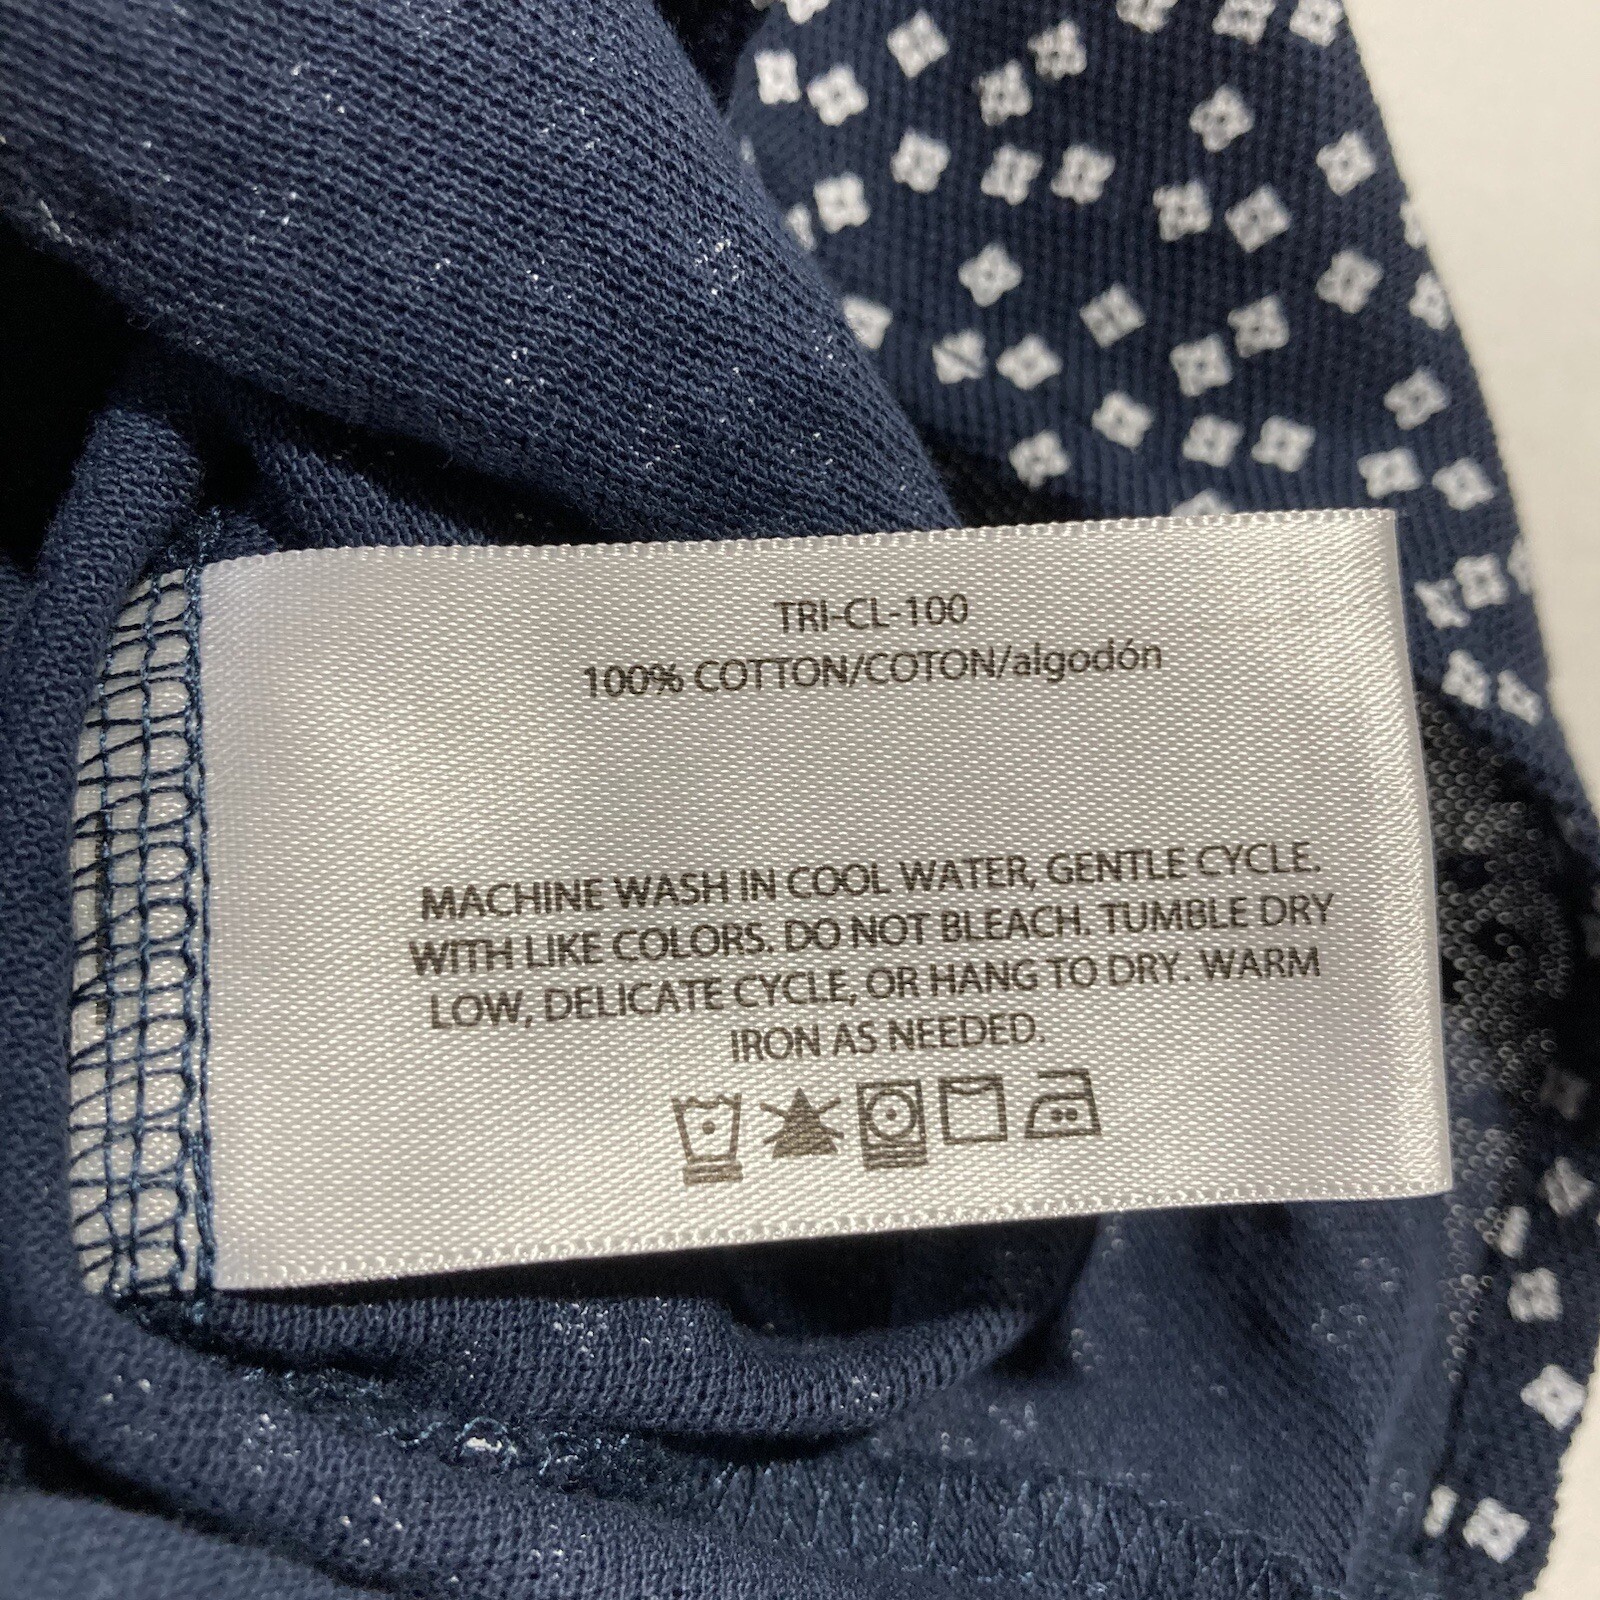 TRI-CL-100
100% COTTON/COTON/algodón
MACHINE WASH IN COOL WATER, GENTLE CYCLE.
WITH LIKE COLORS. DO NOT BLEACH. TUMBLE DRY
LOW, DELICATE CYCLE, OR HANG TO DRY. WARM
IRON AS NEEDED.